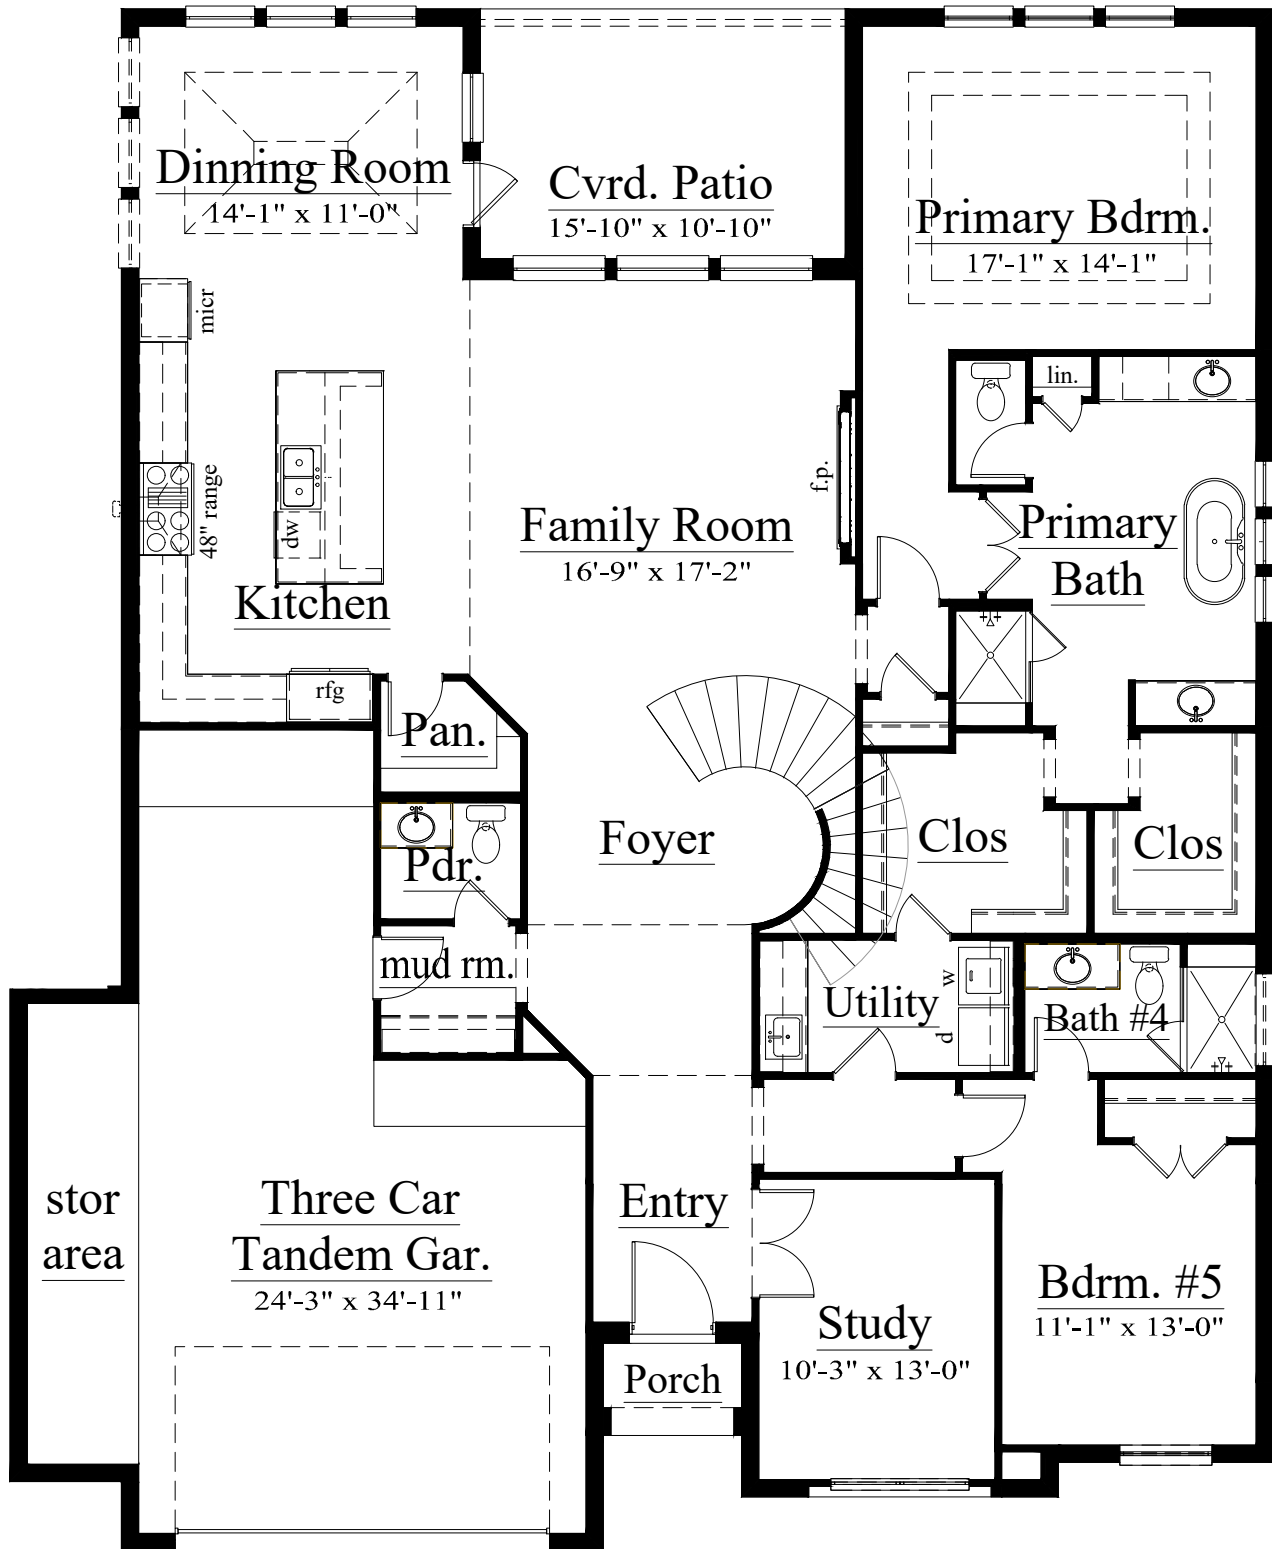 Dinning Room
14'-1" x 11'-0"
Cvrd. Patio
15'-10" x 10'-10"
Primary Bdrm.
17'-1" x 14'-1"
micr
lin.
48" range
dw
f.p.
Family Room
16'-9" x 17'-2"
Primary
Bath
Kitchen
rfg
Pan.
Foyer
Clos
Clos
Pdr.
mud rm.
Utility
w
d
Bath #4
stor
area
Three Car
Tandem Gar.
24'-3" x 34'-11"
Entry
Study
10'-3" x 13'-0"
Bdrm. #5
11'-1" x 13'-0"
Porch